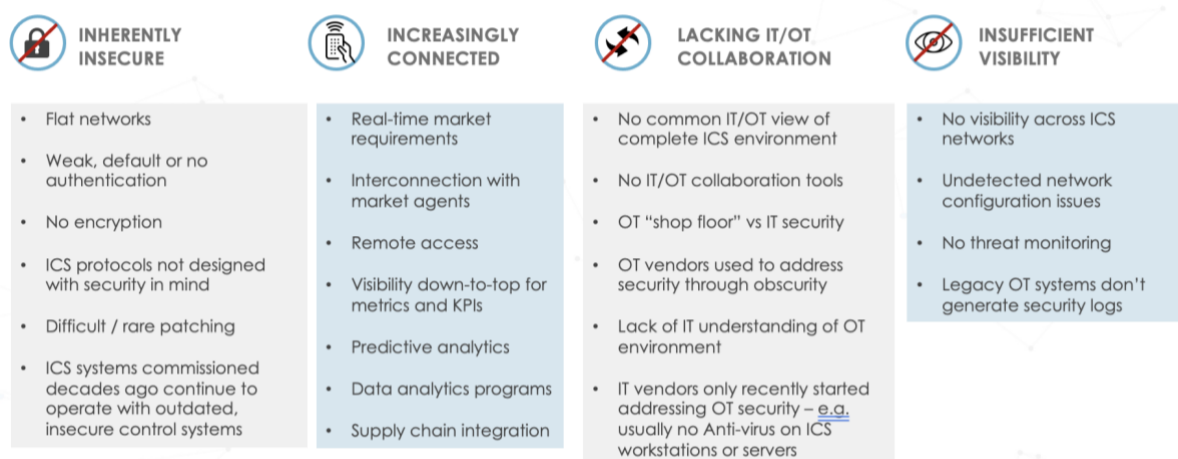 INHERENTLY
INSECURE
• Flat networks
• Weak, default or no
authentication
• No encryption
• ICS protocols not designed
with security in mind
• Difficult / rare patching
• ICS systems commissioned
decades ago continue to
operate with outdated,
insecure control systems
INCREASINGLY
CONNECTED
• Real-time market
requirements
• Interconnection with
market agents
• Remote access
• Visibility down-to-top for
metrics and KPIs
• Predictive analytics
• Data analytics programs
• Supply chain integration
LACKING IT/OT
COLLABORATION
• No common IT/OT view of
complete ICS environment
• No IT/OT collaboration tools
• OT “shop floor” vs IT security
• OT vendors used to address
security through obscurity
• Lack of IT understanding of OT
environment
• IT vendors only recently started
addressing OT security – e.g.
usually no Anti-virus on ICS
workstations or servers
INSUFFICIENT
VISIBILITY
• No visibility across ICS
networks
• Undetected network
configuration issues
• No threat monitoring
• Legacy OT systems don’t
generate security logs